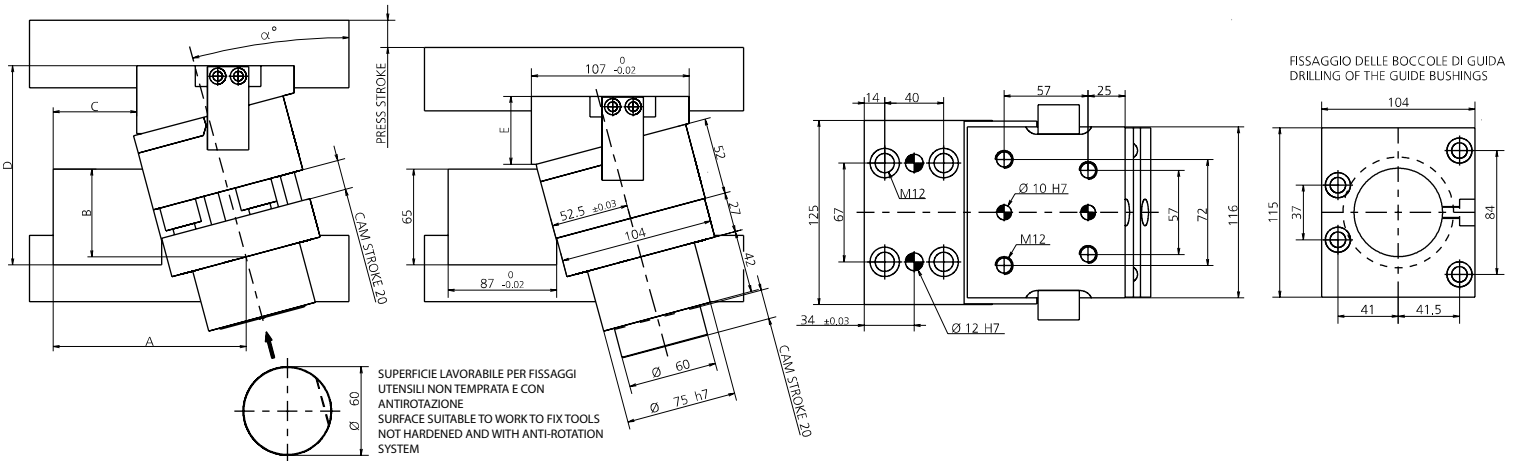 α°
C
D
B
A
PRESS STROKE
CAM STROKE 20
Ø 60
SUPERFICIE LAVORABILE PER FISSAGGI
UTENSILI NON TEMPRATA E CON
ANTIROTAZIONE
SURFACE SUITABLE TO WORK TO FIX TOOLS
NOT HARDENED AND WITH ANTI-ROTATION
SYSTEM
107 0 -0.02
E
65
87 0 -0.02
52.5 ±0.03
104
52
27
42
Ø 60
Ø 75 h7
CAM STROKE 20
14
40
57
25
125
67
M12
Ø 10 H7
M12
57
72
116
34 ±0.03
Ø 12 H7
FISSAGGIO DELLE BOCCOLE DI GUIDA
DRILLING OF THE GUIDE BUSHINGS
104
115
37
84
41
41,5